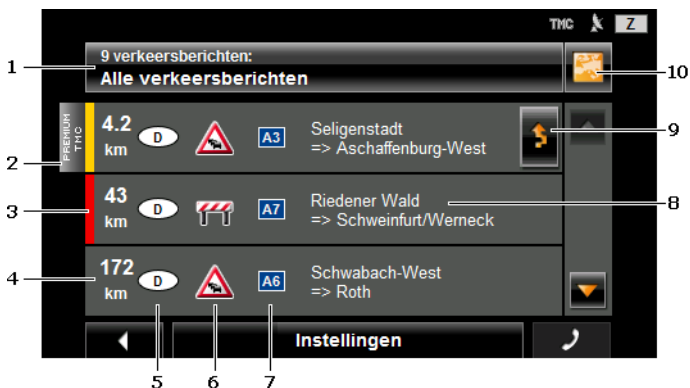 TMC Z
1
9 verkeersberichten:
Alle verkeersberichten
10
2
PREMIUM
TMC
4.2
km
D
A3
Seligenstadt
=> Aschaffenburg-West
9
3
43
km
D
A7
Riedener Wald
=> Schweinfurt/Werneck
8
4
172
km
D
A6
Schwabach-West
=> Roth
Instellingen
5 6 7